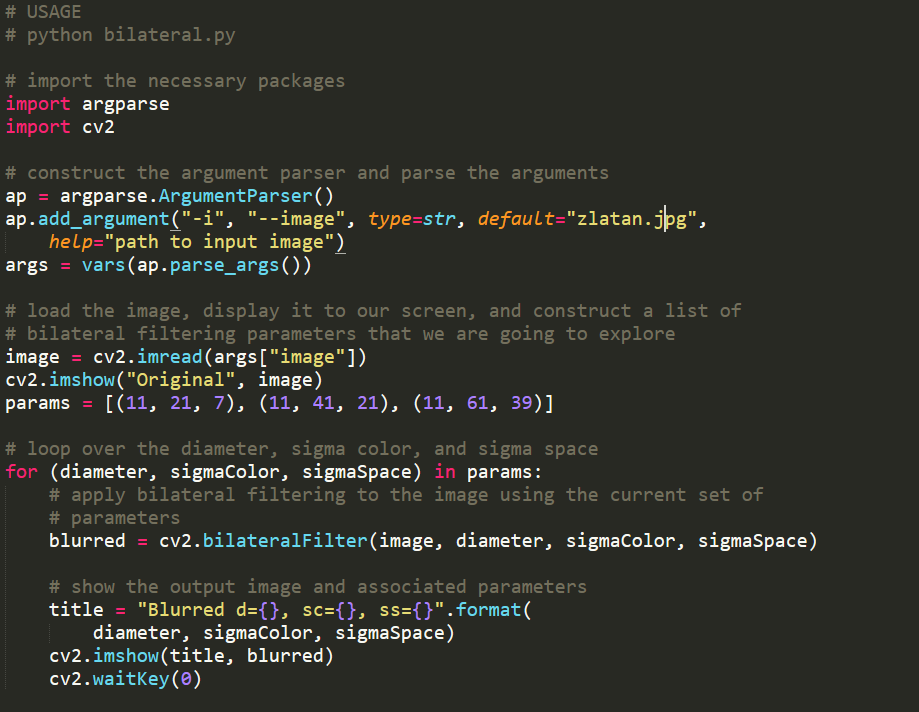 # USAGE
# python bilateral.py

# import the necessary packages
import argparse
import cv2

# construct the argument parser and parse the arguments
ap = argparse.ArgumentParser()
ap.add_argument("-i", "--image", type=str, default="zlatan.jpg",
    help="path to input image")
args = vars(ap.parse_args())

# load the image, display it to our screen, and construct a list of
# bilateral filtering parameters that we are going to explore
image = cv2.imread(args["image"])
cv2.imshow("Original", image)
params = [(11, 21, 7), (11, 41, 21), (11, 61, 39)]

# loop over the diameter, sigma color, and sigma space
for (diameter, sigmaColor, sigmaSpace) in params:
    # apply bilateral filtering to the image using the current set of
    # parameters
    blurred = cv2.bilateralFilter(image, diameter, sigmaColor, sigmaSpace)

    # show the output image and associated parameters
    title = "Blurred d={}, sc={}, ss={}".format(
        diameter, sigmaColor, sigmaSpace)
    cv2.imshow(title, blurred)
    cv2.waitKey(0)